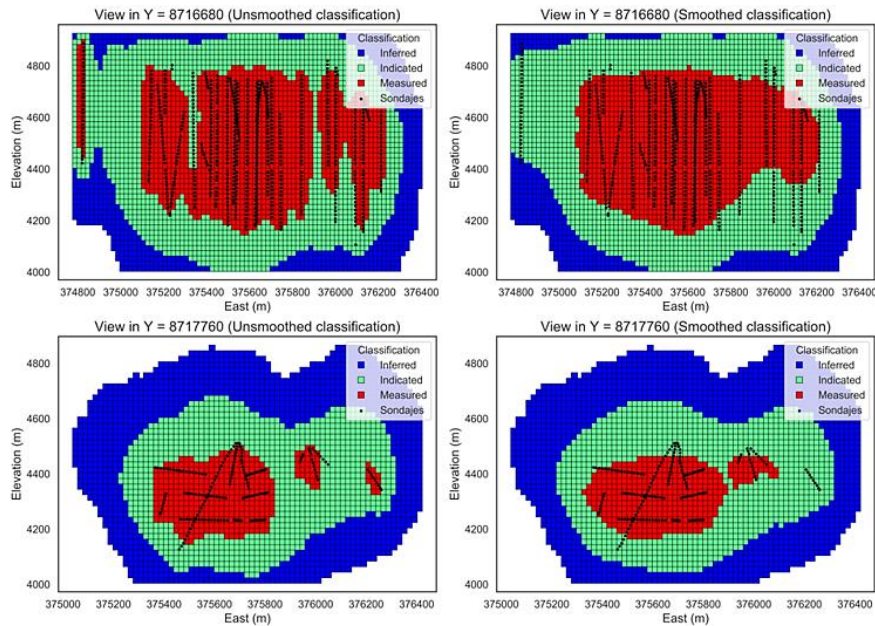 View in Y = 8716680 (Unsmoothed classification)
Classification
Inferred
Indicated
Measured
Sondajes
Elevation (m)
4800
4600
4400
4200
4000
374800 375000 375200 375400 375600 375800 376000 376200 376400
East (m)
View in Y = 8716680 (Smoothed classification)
Classification
Inferred
Indicated
Measured
Sondajes
Elevation (m)
4800
4600
4400
4200
4000
374800 375000 375200 375400 375600 375800 376000 376200 376400
East (m)
View in Y = 8717760 (Unsmoothed classification)
Classification
Inferred
Indicated
Measured
Sondajes
Elevation (m)
4800
4600
4400
4200
4000
375000 375200 375400 375600 375800 376000 376200 376400
East (m)
View in Y = 8717760 (Smoothed classification)
Classification
Inferred
Indicated
Measured
Sondajes
Elevation (m)
4800
4600
4400
4200
4000
375000 375200 375400 375600 375800 376000 376200 376400
East (m)